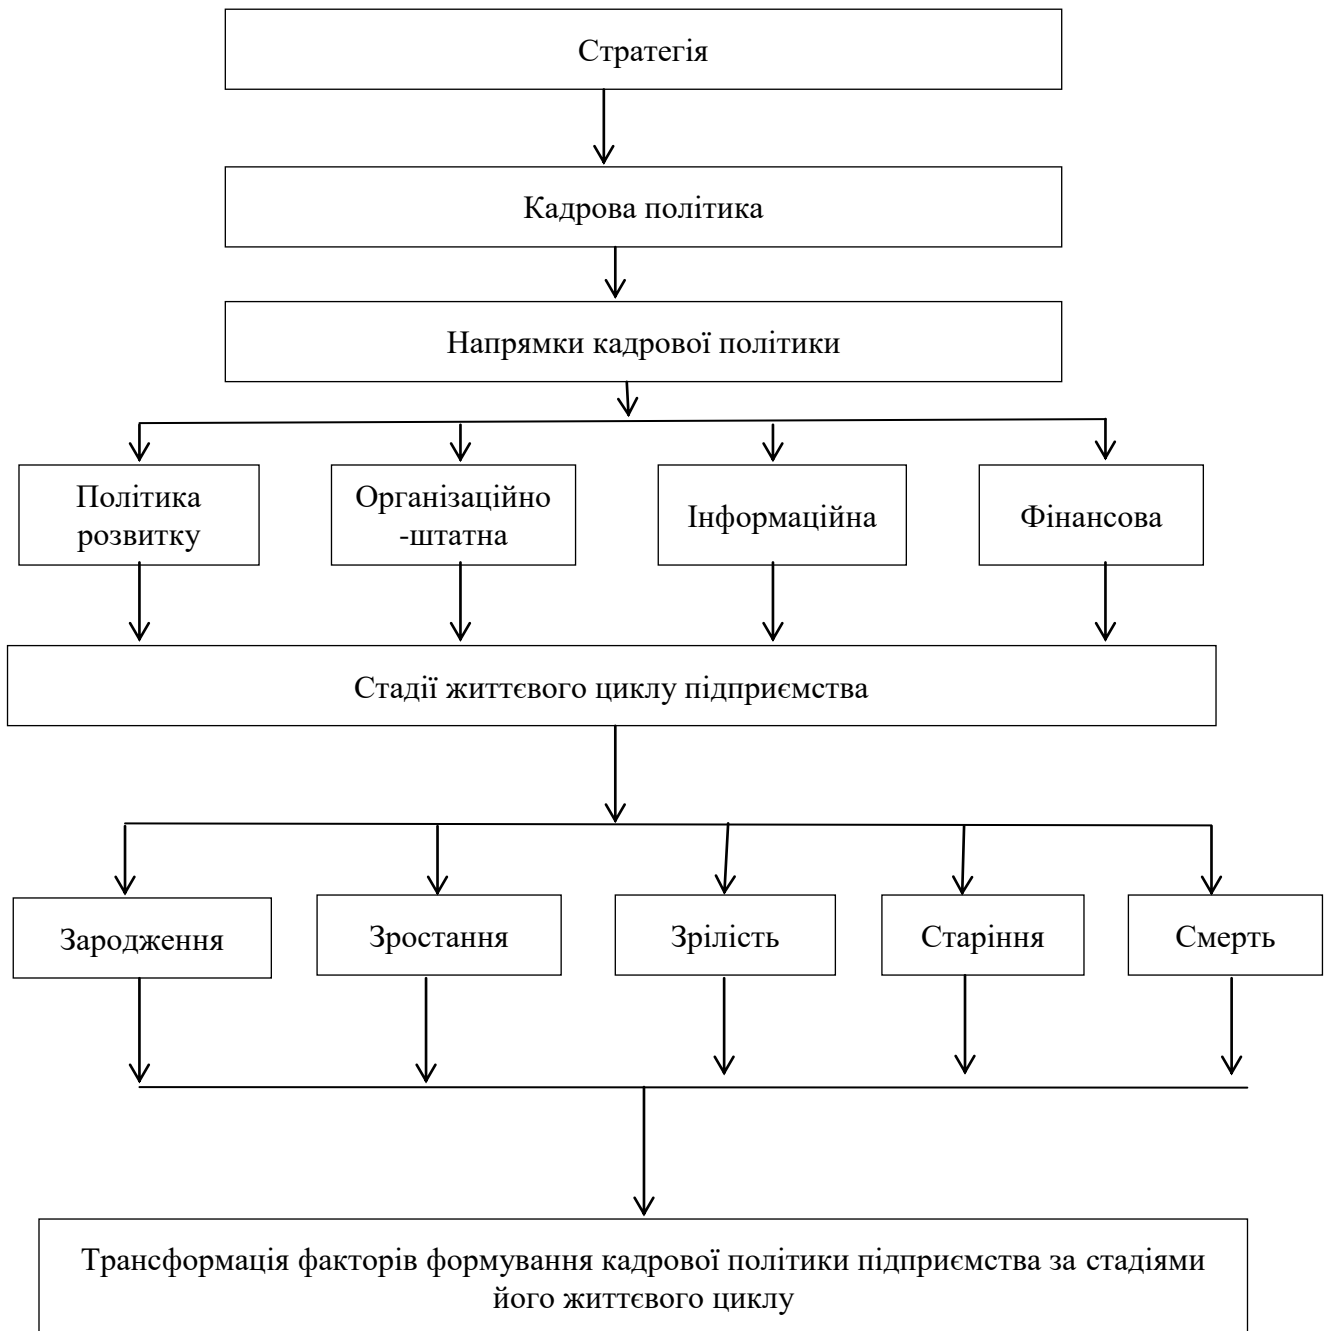 Стратегія
Кадрова політика
Напрямки кадрової політики
Політика
розвитку
Організаційно
-штатна
Інформаційна
Фінансова
Стадії життєвого циклу підприємства
Зародження
Зростання
Зрілість
Старіння
Смерть
Трансформація факторів формування кадрової політики підприємства за стадіями
його життєвого циклу